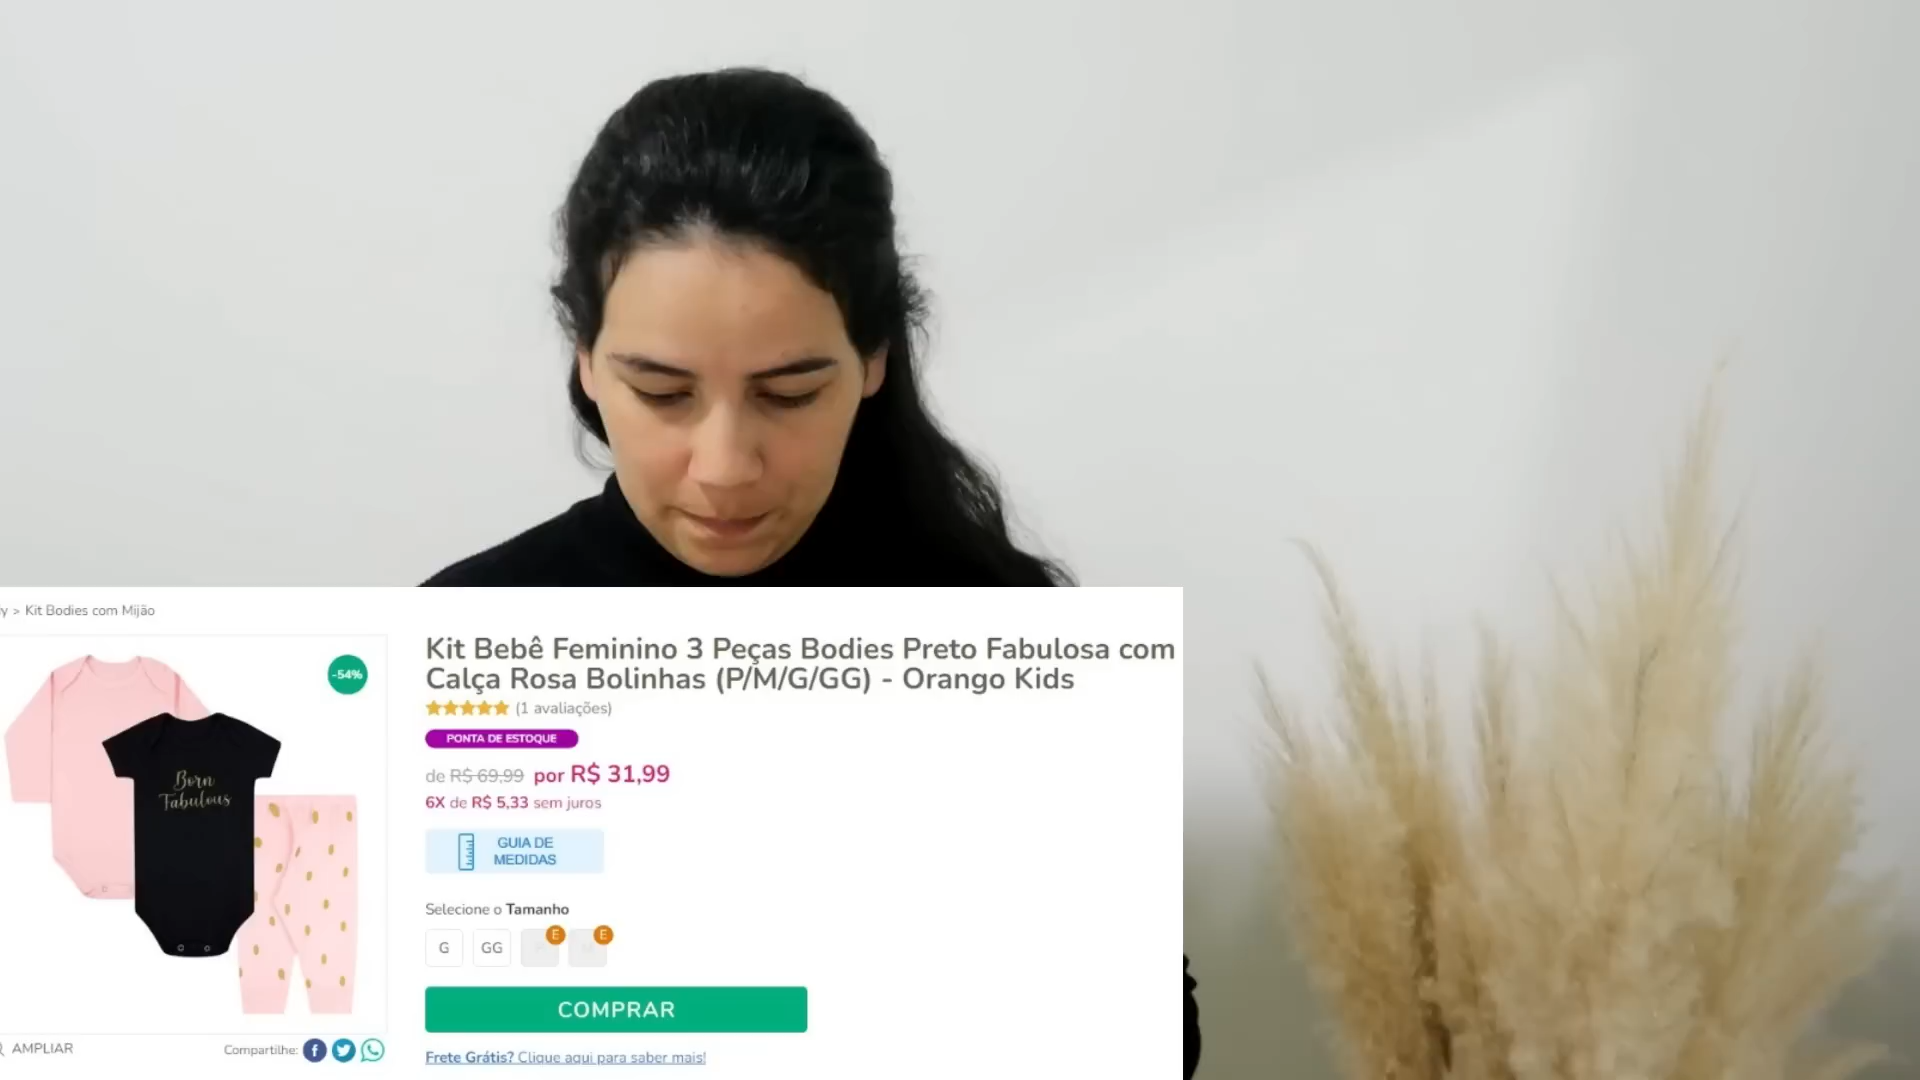 y > Kit Bodies com Mijão
-54%
Born
Fabulous
AMPLIAR
Compartilhe:
Kit Bebê Feminino 3 Peças Bodies Preto Fabulosa com
Calça Rosa Bolinhas (P/M/G/GG) - Orango Kids
(1 avaliações)
PONTA DE ESTOQUE
de R$ 69,99 por R$ 31,99
6X de R$ 5,33 sem juros
GUIA DE
MEDIDAS
Selecione o Tamanho
G GG E E
COMPRAR
Frete Grátis? Clique aqui para saber mais!